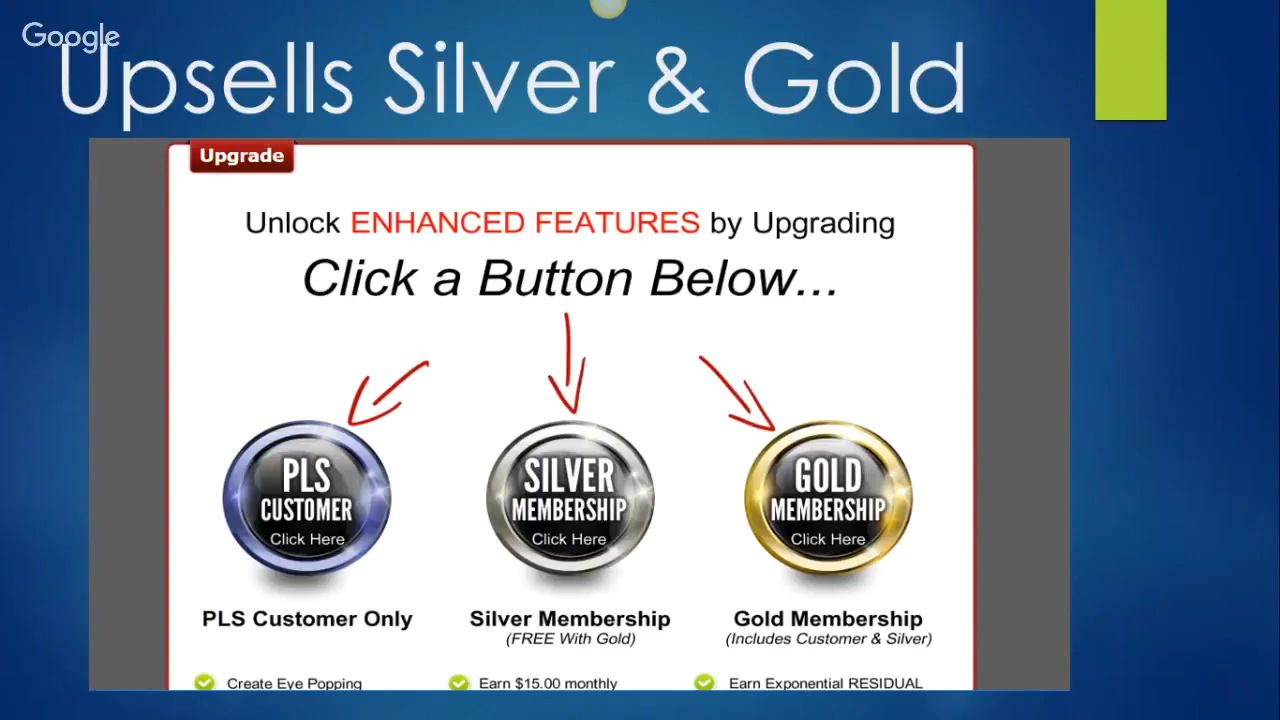 Google
Upsells Silver & Gold
Upgrade
Unlock ENHANCED FEATURES by Upgrading
Click a Button Below...
PLS CUSTOMER Click Here
SILVER MEMBERSHIP Click Here
GOLD MEMBERSHIP Click Here
PLS Customer Only
Silver Membership
(FREE With Gold)
Gold Membership
(Includes Customer & Silver)
Create Eye Popping
Earn $15.00 monthly
Earn Exponential RESIDUAL